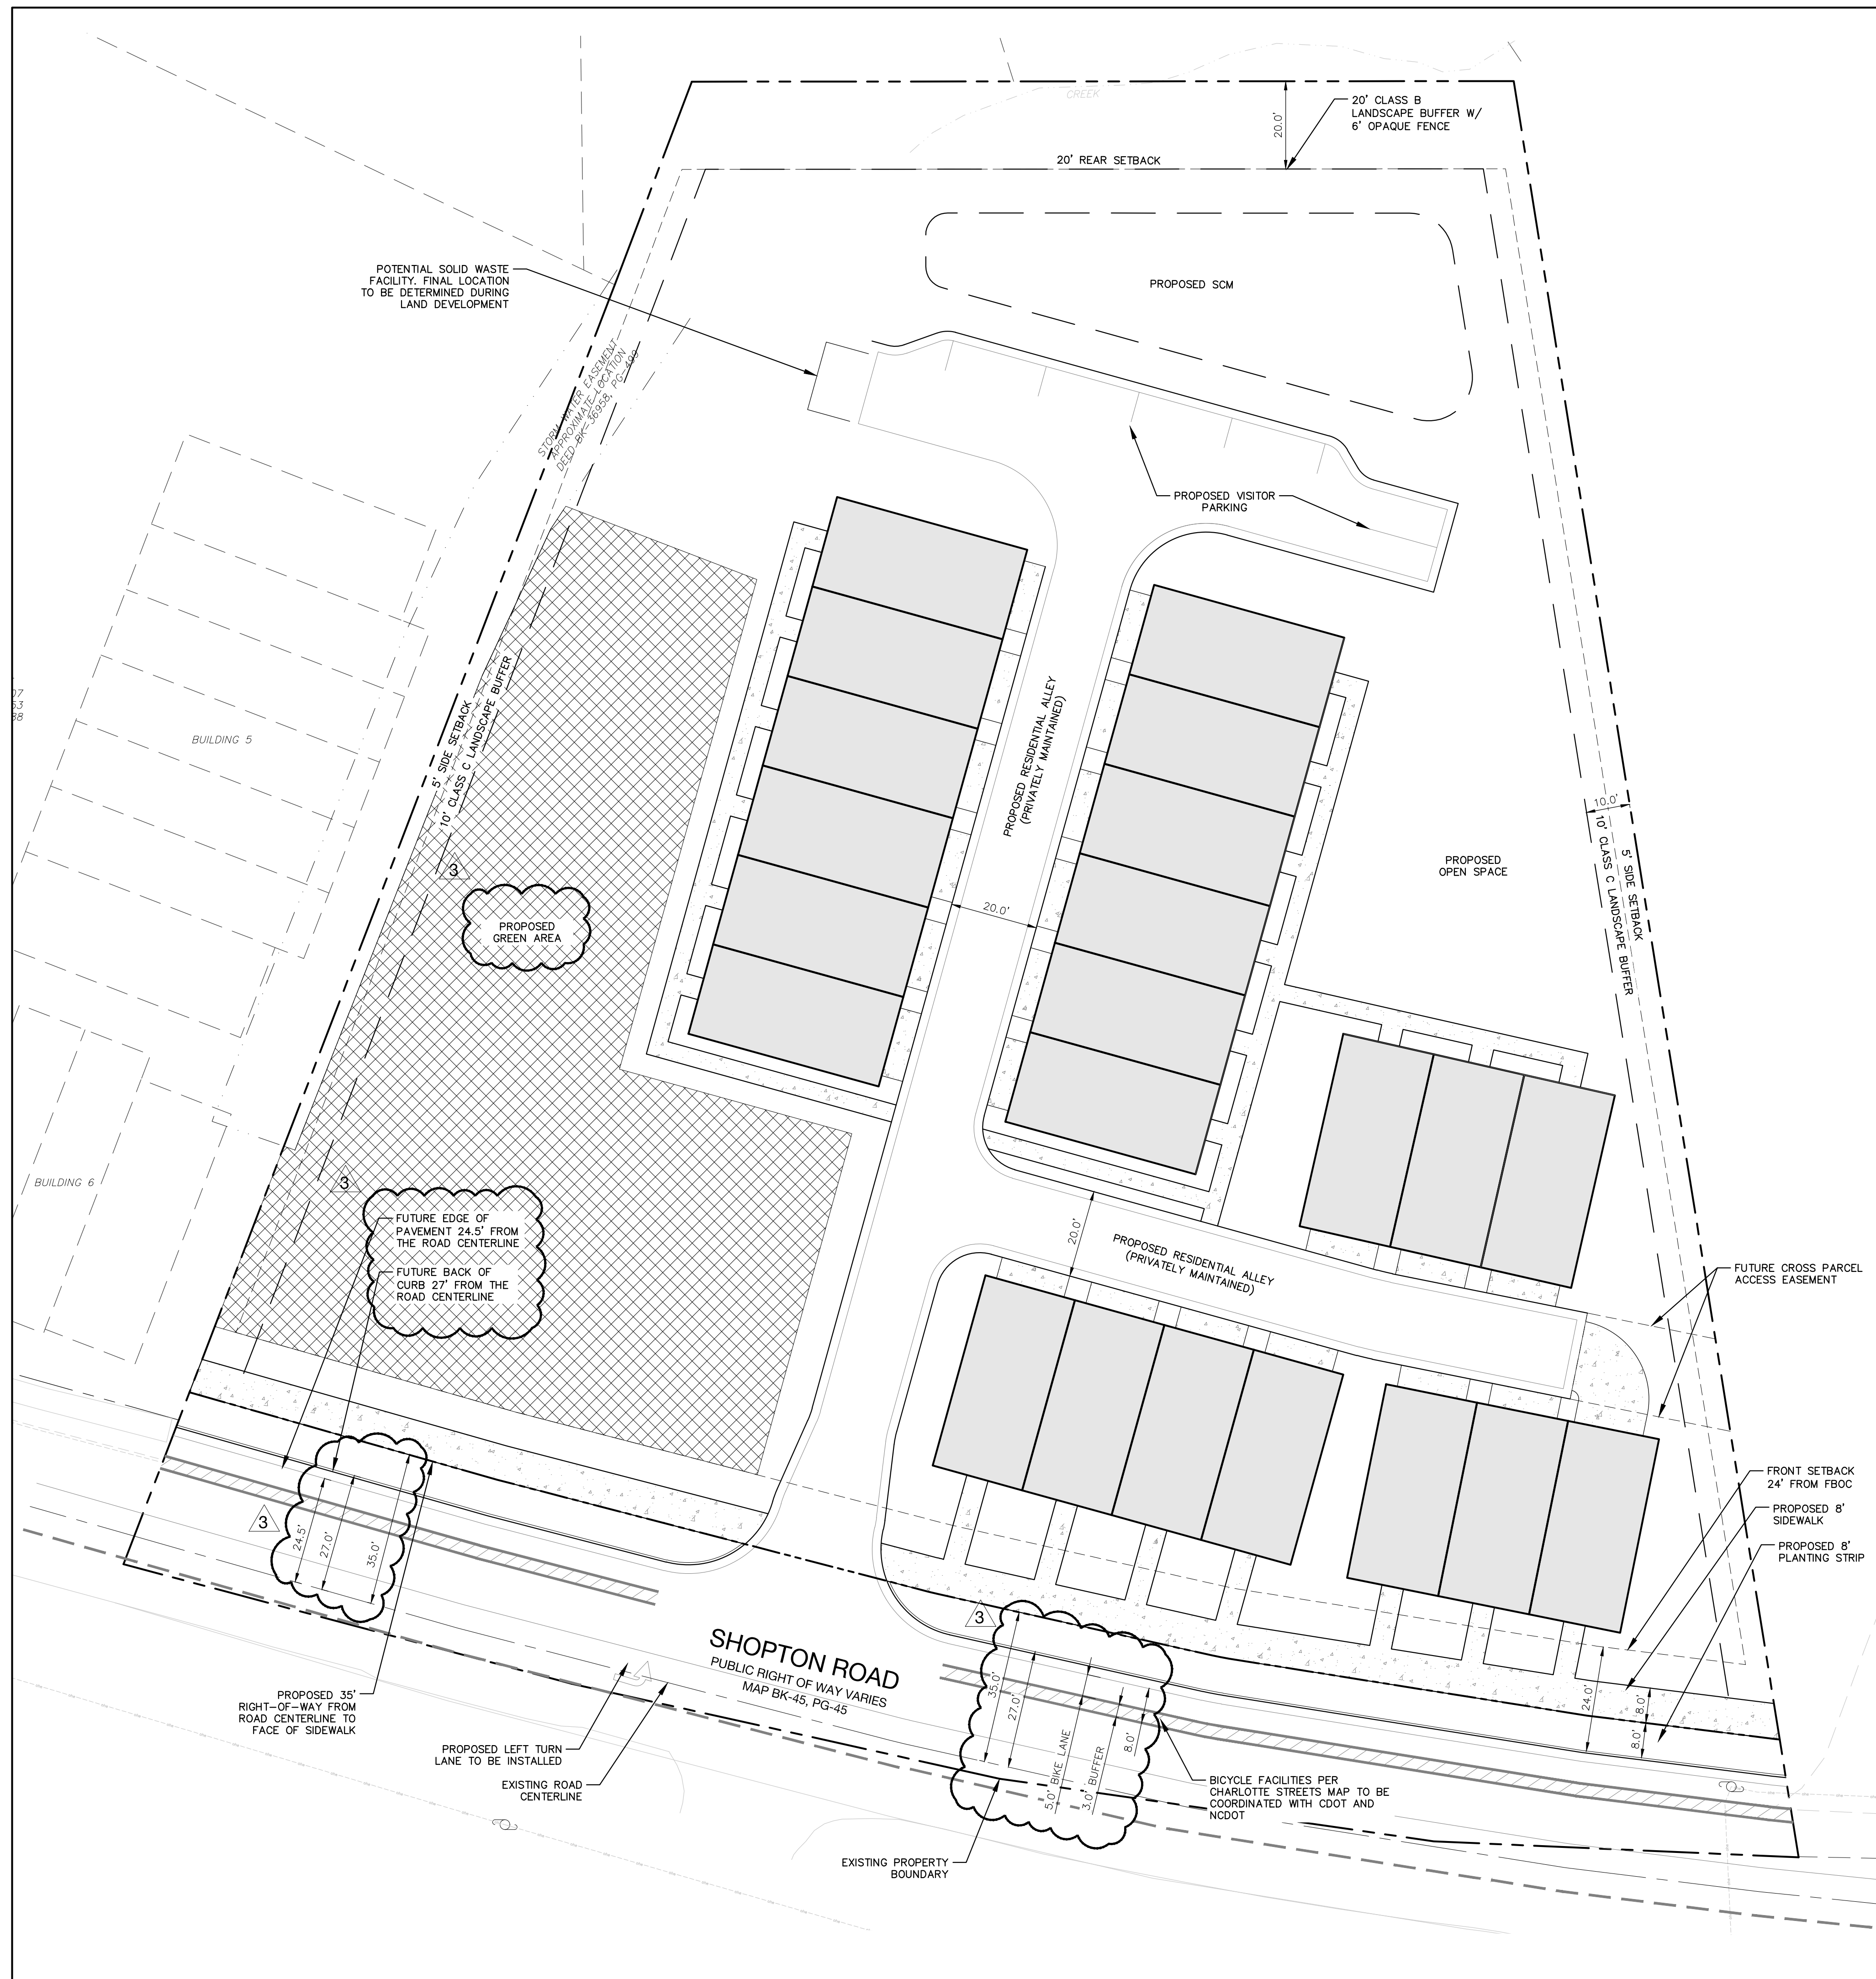 CREEK
20.0'
20' CLASS B
LANDSCAPE BUFFER W/
6' OPAQUE FENCE
20' REAR SETBACK
POTENTIAL SOLID WASTE
FACILITY. FINAL LOCATION
TO BE DETERMINED DURING
LAND DEVELOPMENT
PROPOSED SCM
STORM WATER EASEMENT
APPROXIMATE LOCATION
DEED BK-36958, PG-499
PROPOSED VISITOR
PARKING
07
63
38
BUILDING 5
5' SIDE SETBACK
10' CLASS C LANDSCAPE BUFFER
PROPOSED RESIDENTIAL ALLEY
(PRIVATELY MAINTAINED)
10.0'
5' SIDE SETBACK
10' CLASS C LANDSCAPE BUFFER
PROPOSED
OPEN SPACE
3
PROPOSED
GREEN AREA
20.0'
BUILDING 6
3
FUTURE EDGE OF
PAVEMENT 24.5' FROM
THE ROAD CENTERLINE
FUTURE BACK OF
CURB 27' FROM THE
ROAD CENTERLINE
20.0'
PROPOSED RESIDENTIAL ALLEY
(PRIVATELY MAINTAINED)
FUTURE CROSS PARCEL
ACCESS EASEMENT
FRONT SETBACK
24' FROM FBOC
PROPOSED 8'
SIDEWALK
PROPOSED 8'
PLANTING STRIP
3
24.5'
27.0'
35.0'
3
35.0'
27.0'
5.0' BIKE LANE
3.0' BUFFER
8.0'
24.0'
8.0'
8.0'
SHOPTON ROAD
PUBLIC RIGHT OF WAY VARIES
MAP BK-45, PG-45
PROPOSED 35'
RIGHT-OF-WAY FROM
ROAD CENTERLINE TO
FACE OF SIDEWALK
PROPOSED LEFT TURN
LANE TO BE INSTALLED
EXISTING ROAD
CENTERLINE
BICYCLE FACILITIES PER
CHARLOTTE STREETS MAP TO BE
COORDINATED WITH CDOT AND
NCDOT
EXISTING PROPERTY
BOUNDARY